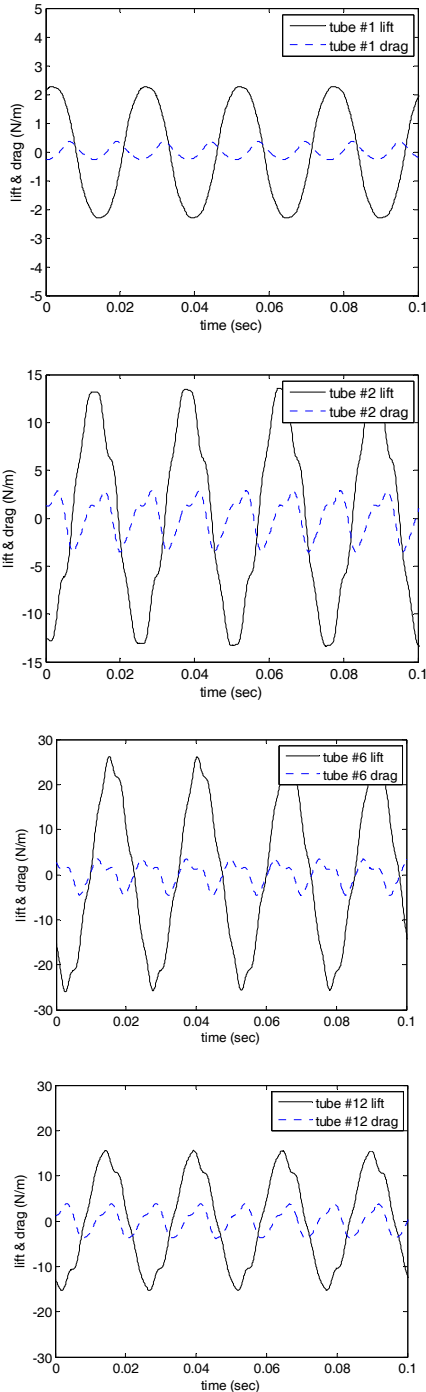 5
4
3
2
1
0
-1
-2
-3
-4
-5
lift & drag (N/m)
tube #1 lift
tube #1 drag
0 0.02 0.04 0.06 0.08 0.1
time (sec)
15
10
5
0
-5
-10
-15
lift & drag (N/m)
tube #2 lift
tube #2 drag
0 0.02 0.04 0.06 0.08 0.1
time (sec)
30
20
10
0
-10
-20
-30
lift & drag (N/m)
tube #6 lift
tube #6 drag
0 0.02 0.04 0.06 0.08 0.1
time (sec)
30
20
10
0
-10
-20
-30
lift & drag (N/m)
tube #12 lift
tube #12 drag
0 0.02 0.04 0.06 0.08 0.1
time (sec)